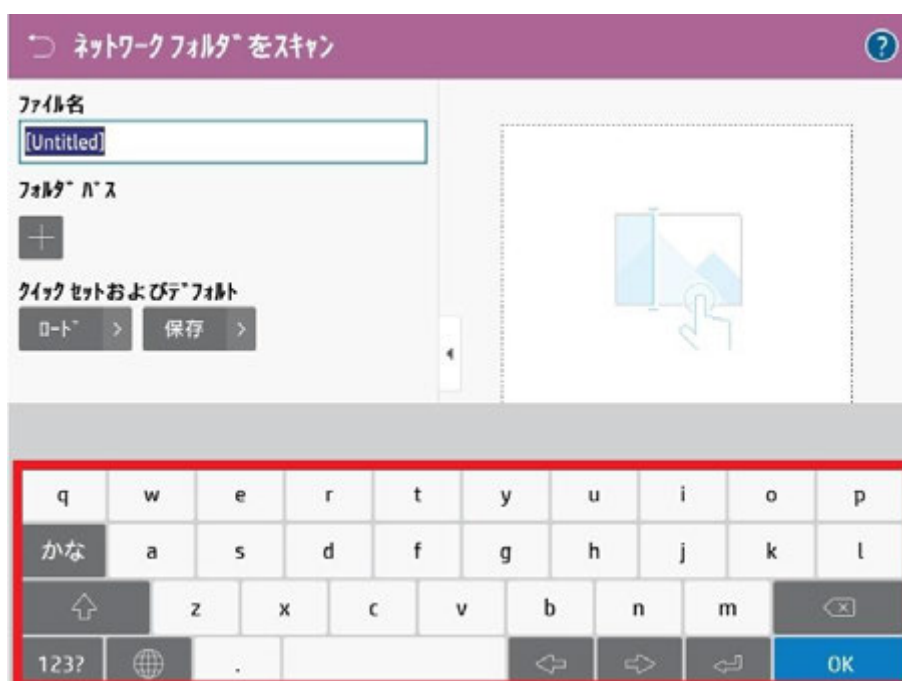 ネットワーク フォルダをスキャン ?
ファイル名
[Untitled]
フォルダ パス
クイック セットおよびデフォルト
ロード > 保存 >
q w e r t y u i o p
かな a s d f g h j k l
z x c v b n m
123? . OK